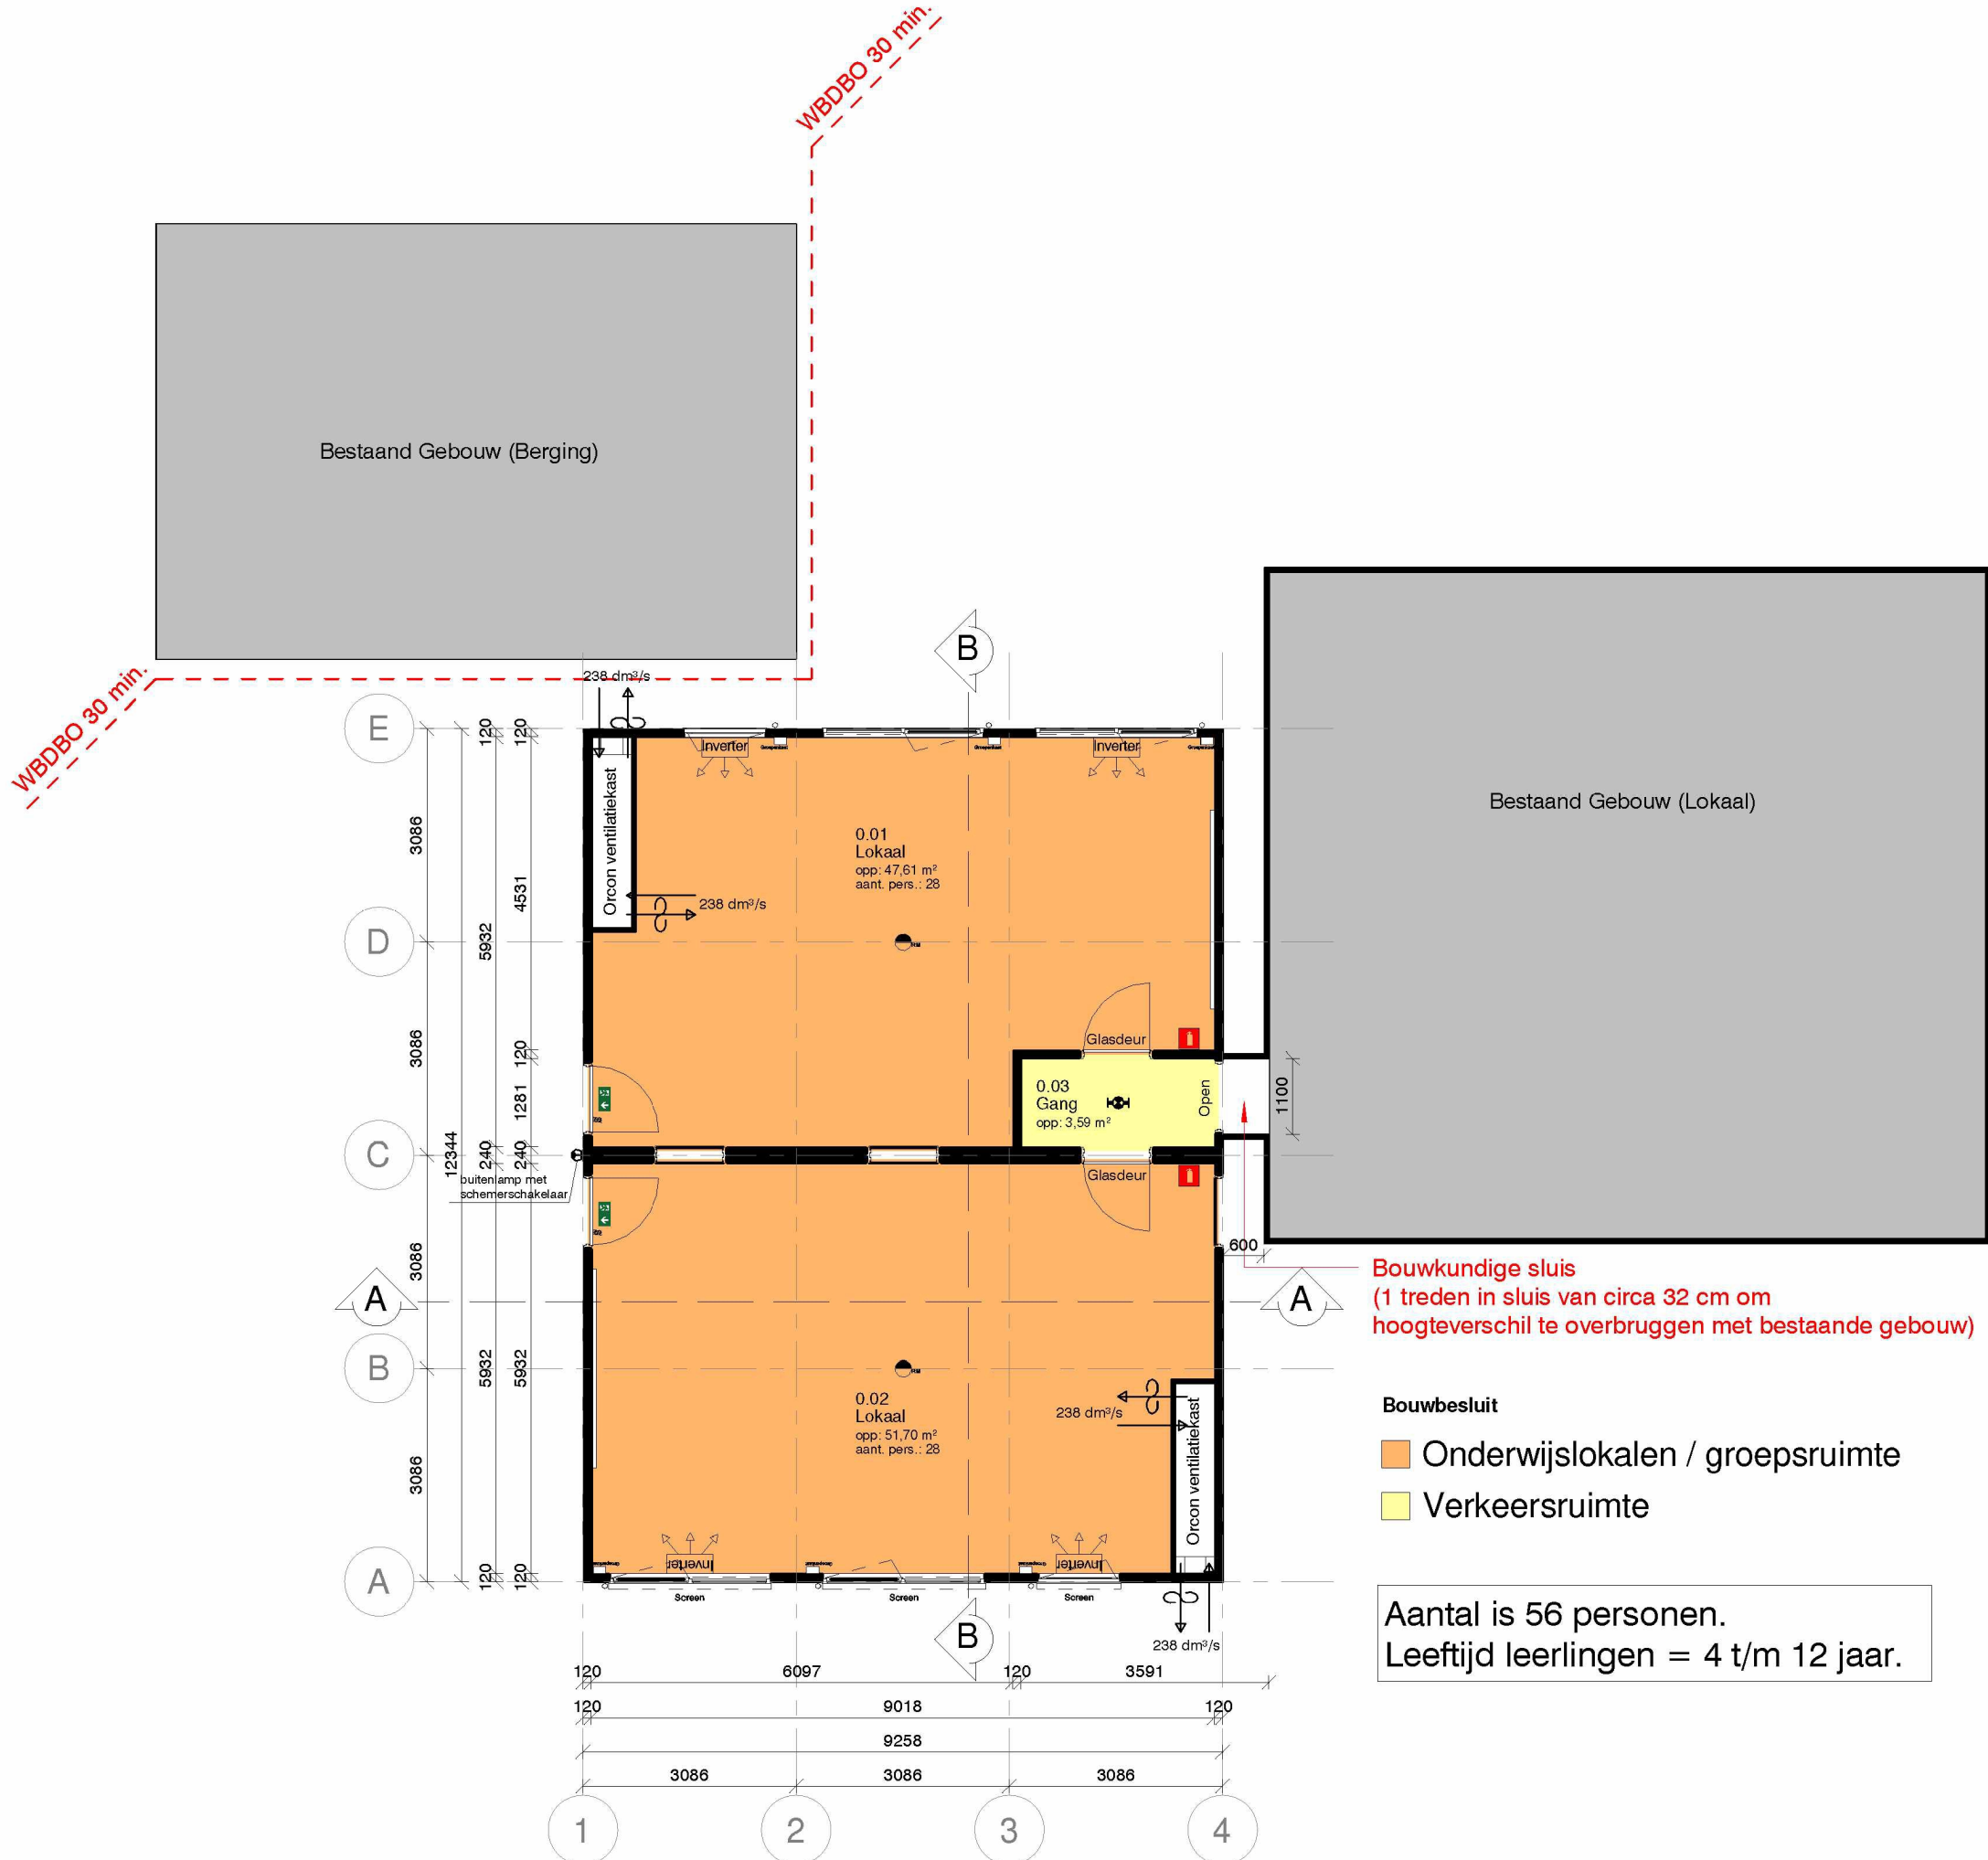 WBDBO 30 min.
Bestaand Gebouw (Berging)
WBDBO 30 min.
B
238 dm³/s
E
120
120
Inverter
Inverter
Bestaand Gebouw (Lokaal)
Orcon ventilatiekast
0.01
Lokaal
opp: 47,61 m²
aant. pers.: 28
3086
4531
238 dm³/s
D
5932
3086
Glasdeur
120
0.03
Gang
opp: 3,59 m²
Open
1100
1281
C
12344
240
240
buitenlamp met
schemerschakelaar
Glasdeur
600
3086
Bouwkundige sluis
(1 treden in sluis van circa 32 cm om
hoogteverschil te overbruggen met bestaande gebouw)
A
A
B
5932
5932
0.02
Lokaal
opp: 51,70 m²
aant. pers.: 28
238 dm³/s
Orcon ventilatiekast
Bouwbesluit
Onderwijslokalen / groepsruimte
Verkeersruimte
3086
Inverter
Inverter
A
120
120
Screen
Screen
Screen
B
238 dm³/s
Aantal is 56 personen.
Leeftijd leerlingen = 4 t/m 12 jaar.
120
6097
120
3591
120
9018
120
9258
3086
3086
3086
1
2
3
4